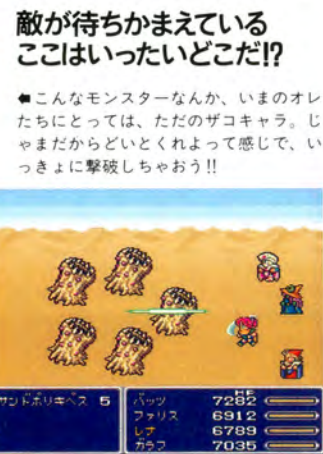 敵が待ちかまえている
ここはいったいどこだ!?
←こんなモンスターなんか、いまのオレ
たちにとっては、ただのザコキャラ。じ
ゃまだからどいとくれよって感じで、い
っきょに撃破しちゃおう!!
サンドポリキペス 5
HP
バッツ 7282
ファリス 6912
レナ 6789
ガラフ 7035